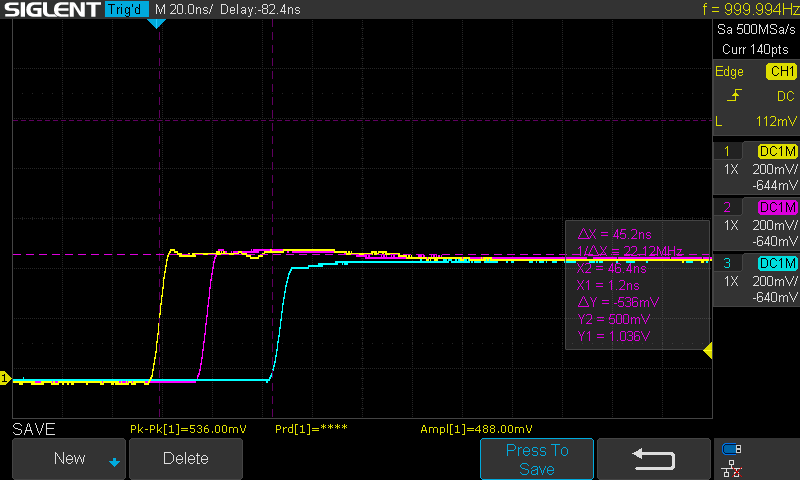 SIGLENT Trig'd M 20.0ns/ Delay:-82.4ns f = 999.994Hz
Sa 500MSa/s
Curr 140pts
Edge CH1
DC
L 112mV
1 DC1M
1X 200mV/
-644mV
2 DC1M
1X 200mV/
-640mV
3 DC1M
1X 200mV/
-640mV
ΔX = 45.2ns
1/ΔX = 22.12MHz
X2 = 46.4ns
X1 = 1.2ns
ΔY = -536mV
Y2 = 500mV
Y1 = 1.036V
1
SAVE Pk-Pk[1]=536.00mV Prd[1]=**** Ampl[1]=488.00mV
New Delete Press To
Save